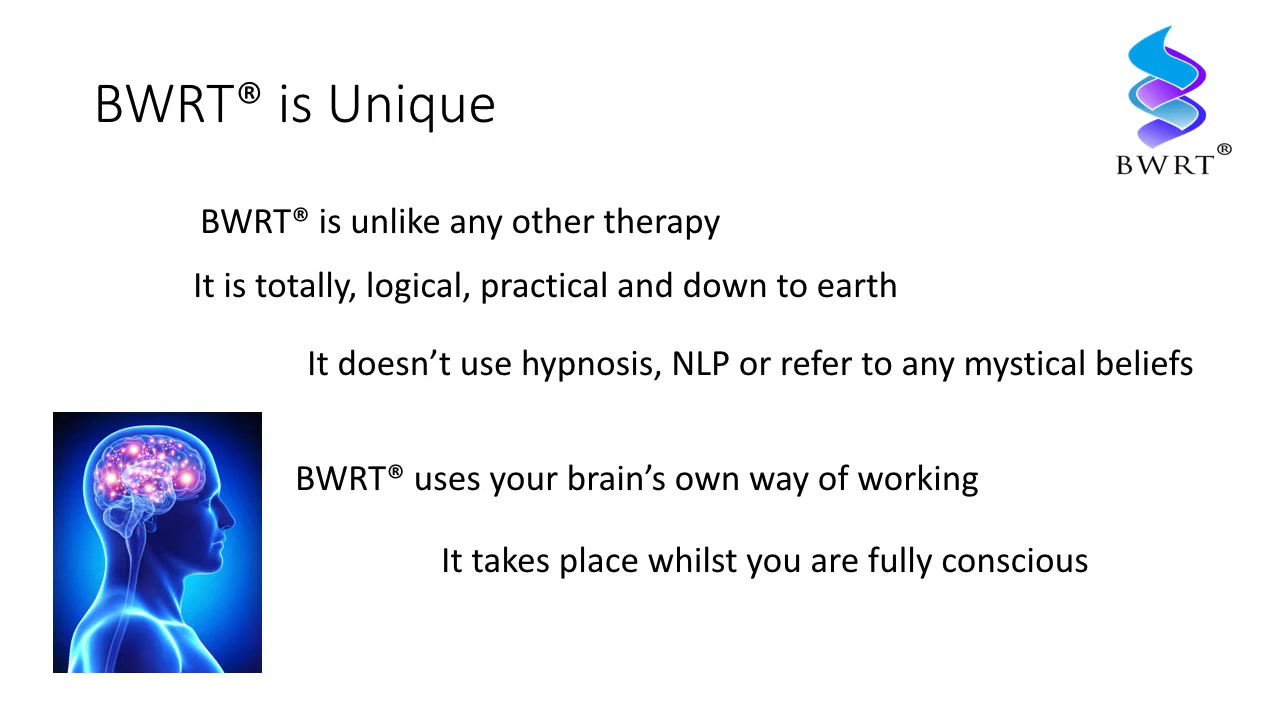 BWRT® is Unique
BWRT®
BWRT® is unlike any other therapy
It is totally, logical, practical and down to earth
It doesn’t use hypnosis, NLP or refer to any mystical beliefs
BWRT® uses your brain’s own way of working
It takes place whilst you are fully conscious